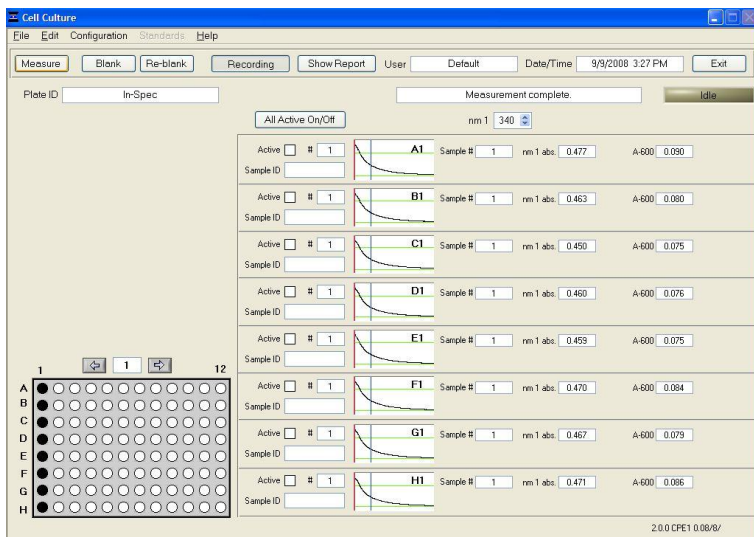 Cell Culture
File Edit Configuration Standards Help
Measure Blank Re-blank Recording Show Report User Default Date/Time 9/9/2008 3:27 PM Exit
Plate ID In-Spec Measurement complete. Idle
All Active On/Off nm 1 340
Active # 1 A1 Sample # 1 nm 1 abs. 0.477 A-600 0.090
Sample ID
Active # 1 B1 Sample # 1 nm 1 abs. 0.463 A-600 0.080
Sample ID
Active # 1 C1 Sample # 1 nm 1 abs. 0.450 A-600 0.075
Sample ID
Active # 1 D1 Sample # 1 nm 1 abs. 0.460 A-600 0.076
Sample ID
Active # 1 E1 Sample # 1 nm 1 abs. 0.459 A-600 0.075
Sample ID
Active # 1 F1 Sample # 1 nm 1 abs. 0.470 A-600 0.084
Sample ID
Active # 1 G1 Sample # 1 nm 1 abs. 0.467 A-600 0.079
Sample ID
Active # 1 H1 Sample # 1 nm 1 abs. 0.471 A-600 0.086
Sample ID
1 1 12
A
B
C
D
E
F
G
H
2.0.0 CPE1 0.08/8/